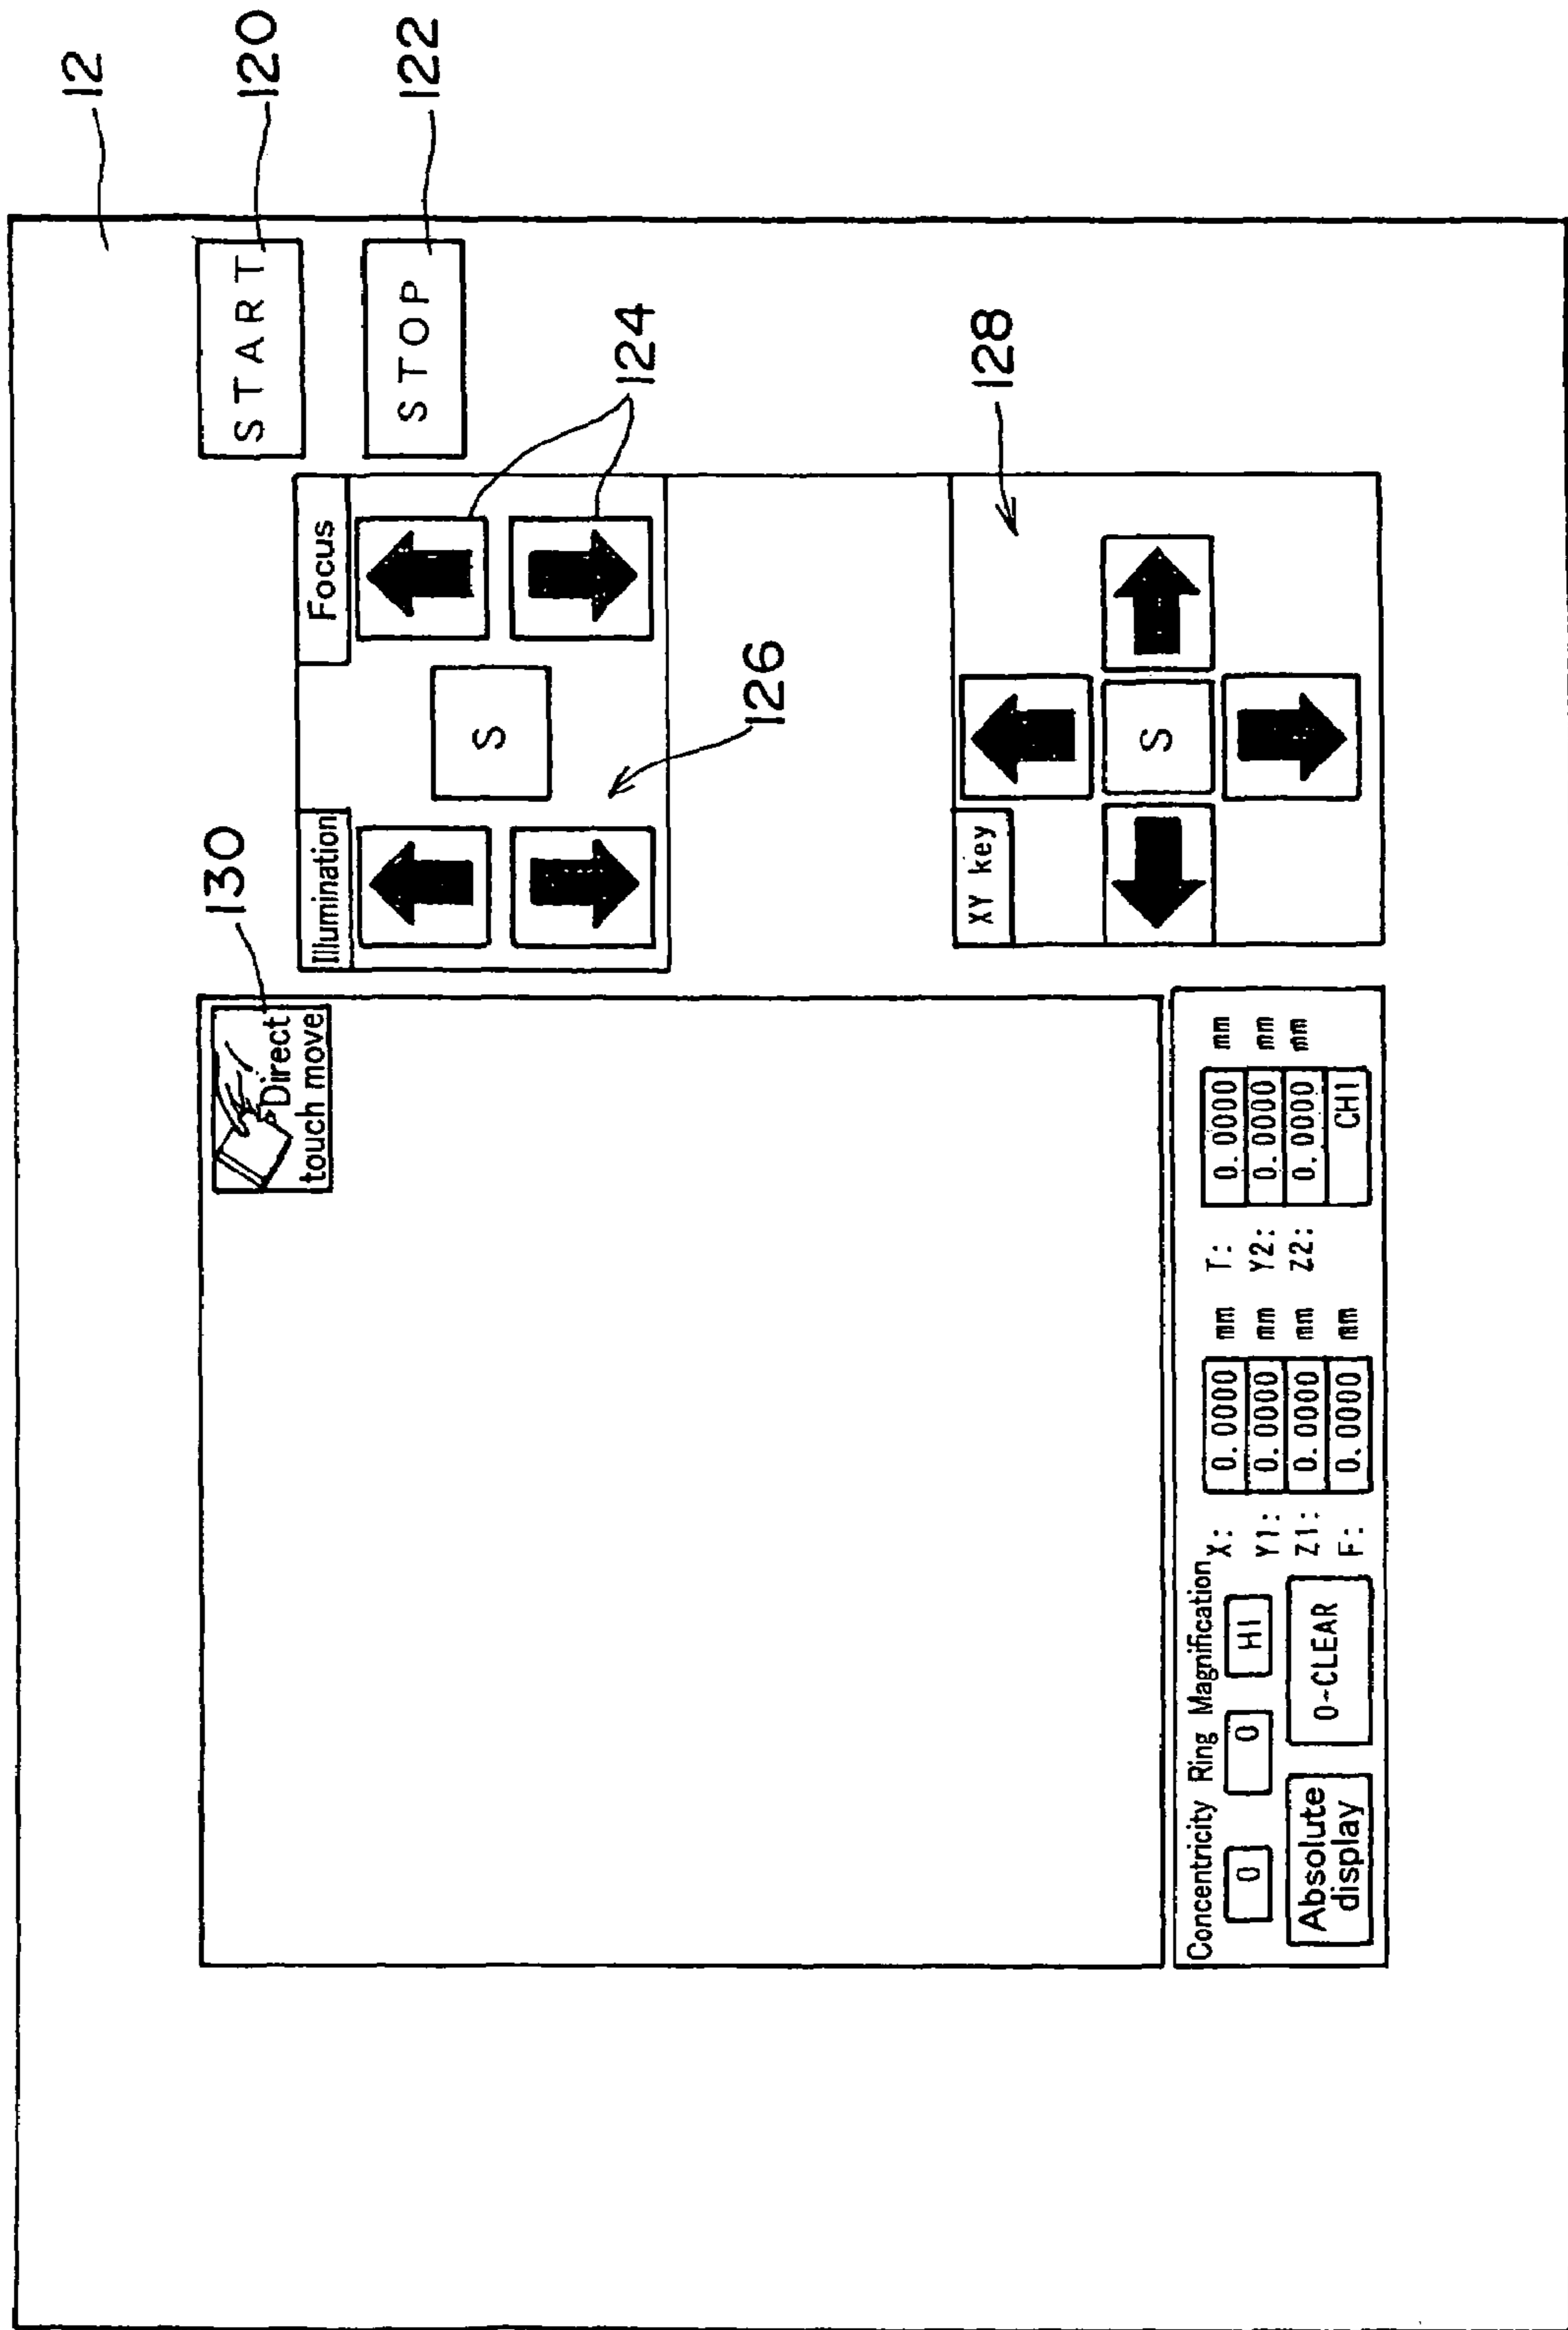 12
START
120
STOP
122
130
Direct
touch move
Illumination
Focus
S
124
126
128
XY key
S
Concentricity Ring Magnification
0 0 HI
Absolute
display
0-CLEAR
X: 0.0000 mm T: 0.0000 mm
Y1: 0.0000 mm Y2: 0.0000 mm
Z1: 0.0000 mm Z2: 0.0000 mm
F: 0.0000 mm CH1